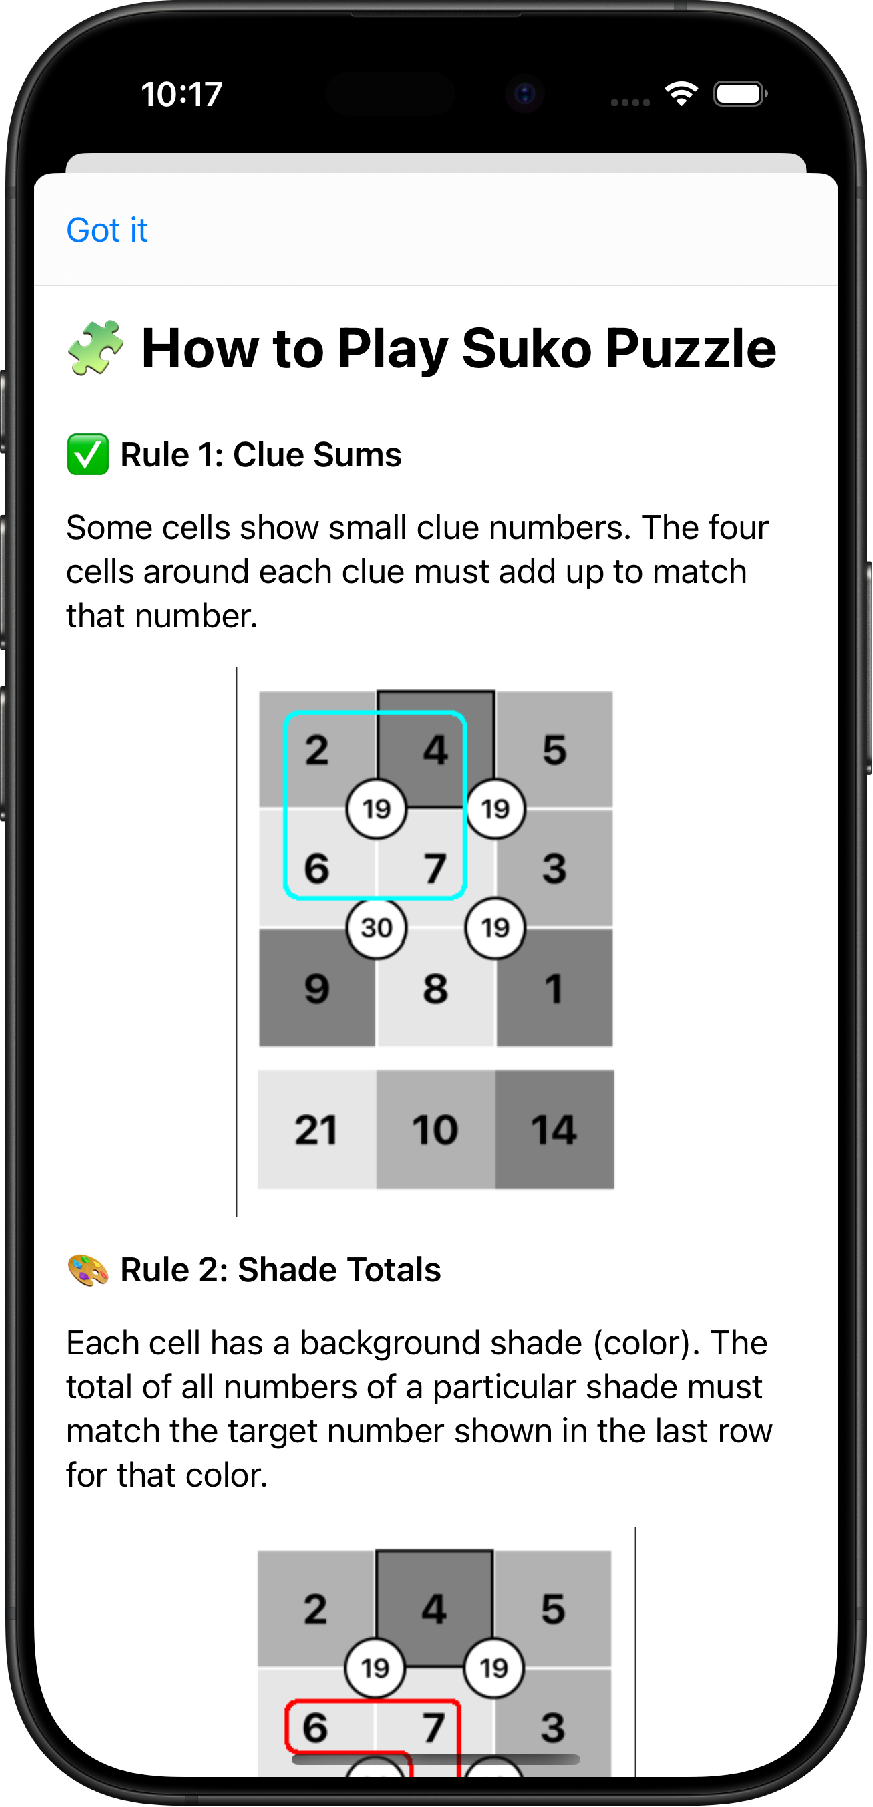 10:17
Got it
🧩 How to Play Suko Puzzle
✅ Rule 1: Clue Sums
Some cells show small clue numbers. The four
cells around each clue must add up to match
that number.
2 4 5
19 19
6 7 3
30 19
9 8 1
21 10 14
🎨 Rule 2: Shade Totals
Each cell has a background shade (color). The
total of all numbers of a particular shade must
match the target number shown in the last row
for that color.
2 4 5
19 19
6 7 3